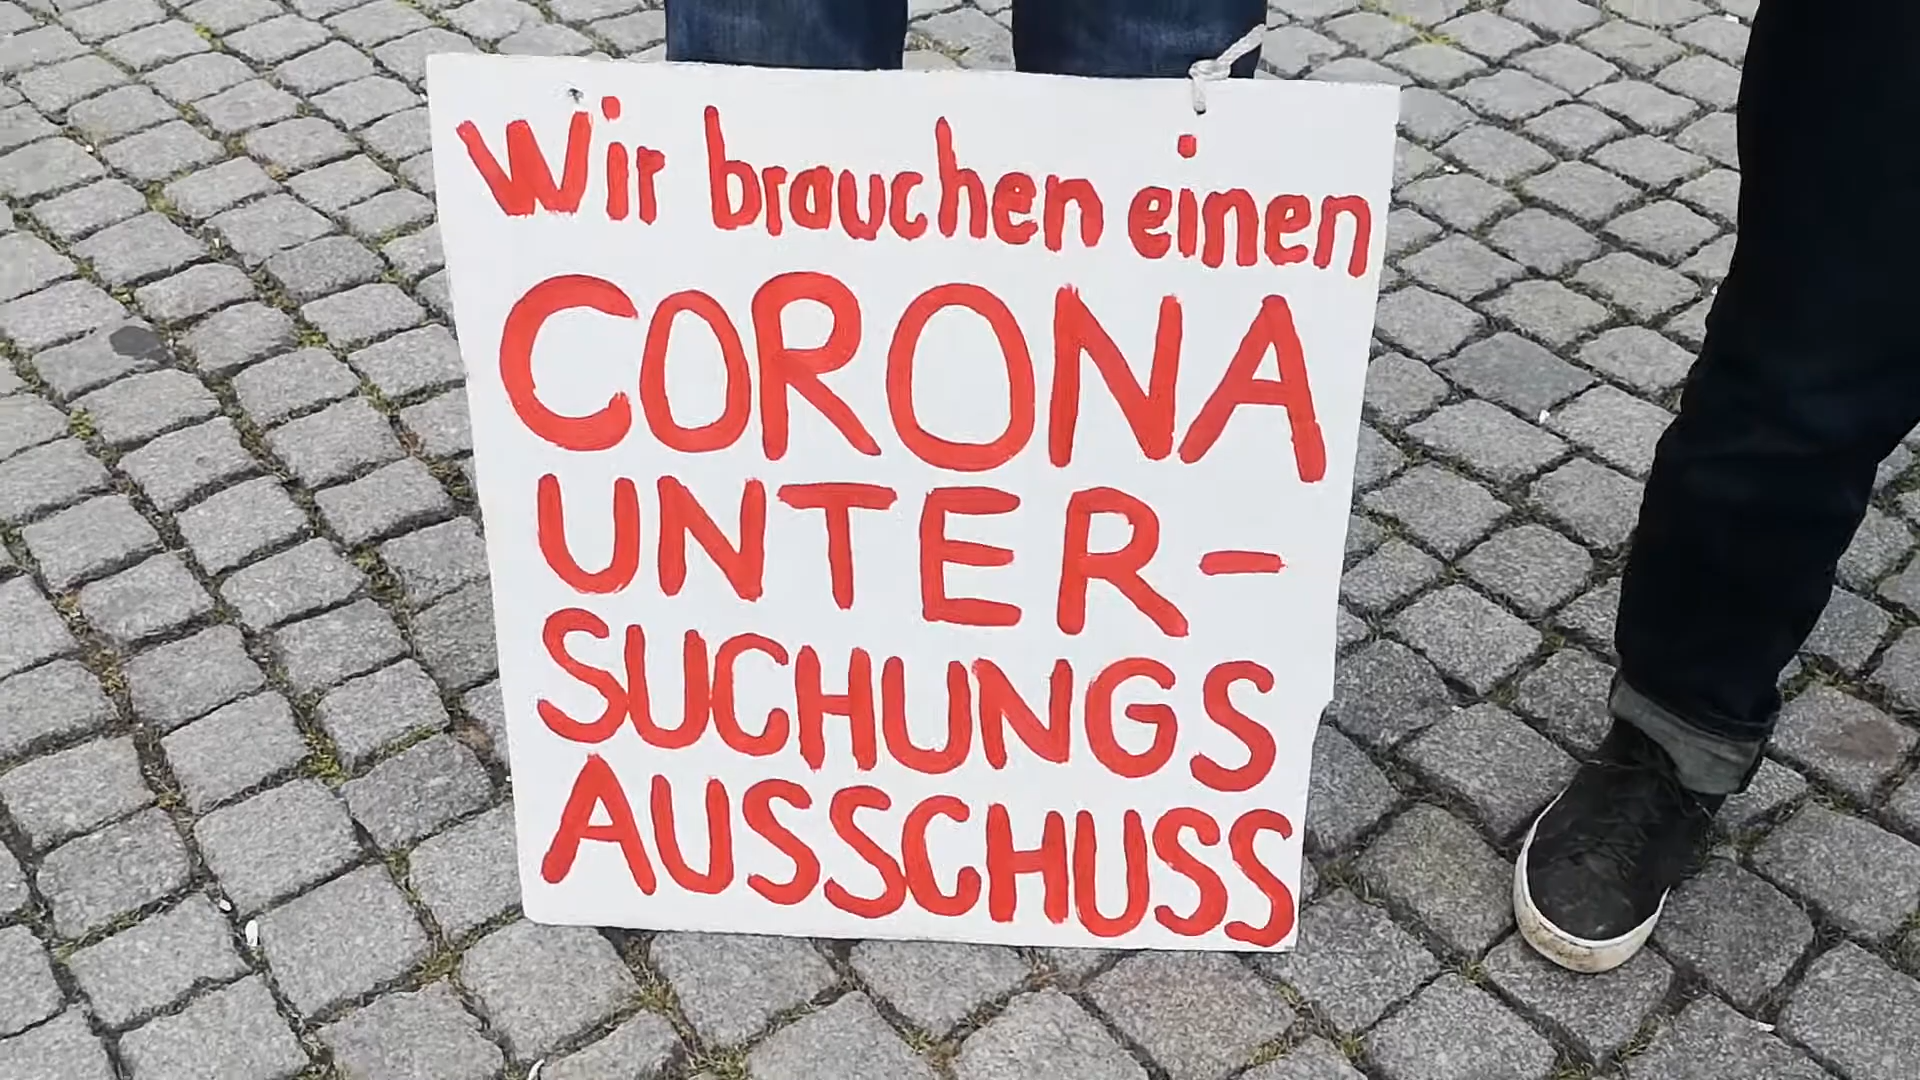 Wir brauchen einen
CORONA
UNTER-
SUCHUNGS
AUSSCHUSS